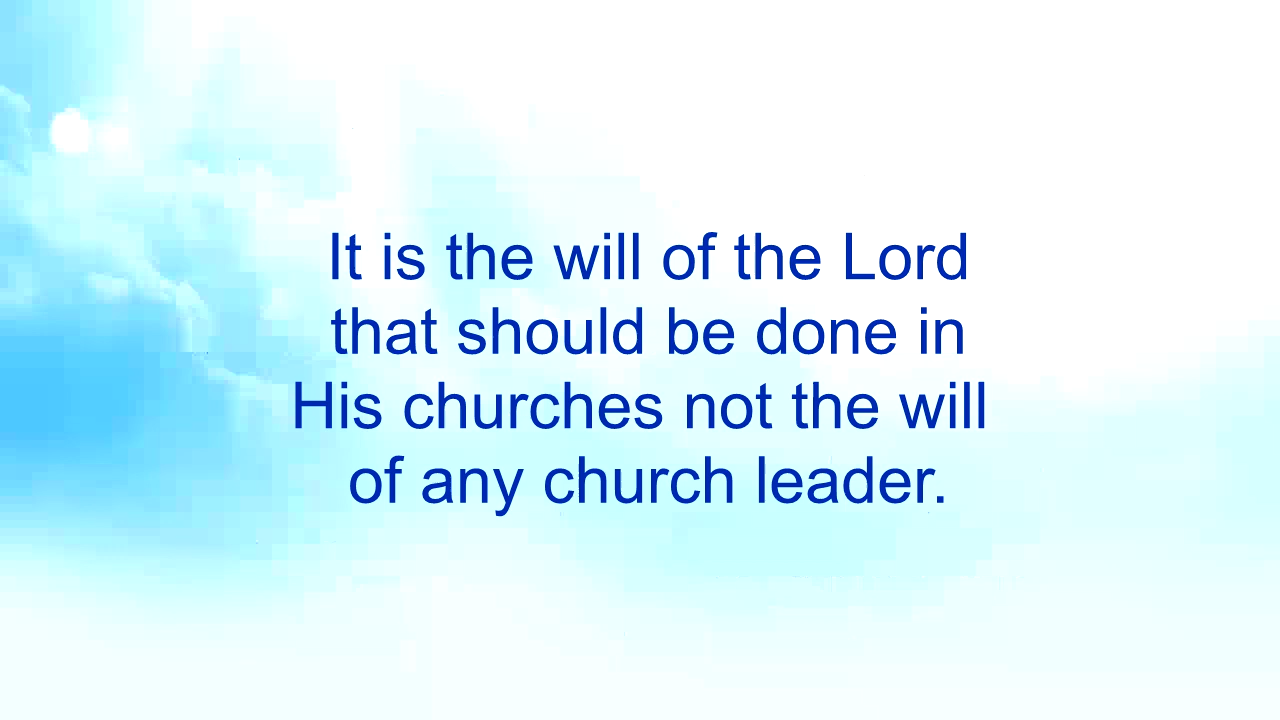 It is the will of the Lord
that should be done in
His churches not the will
of any church leader.